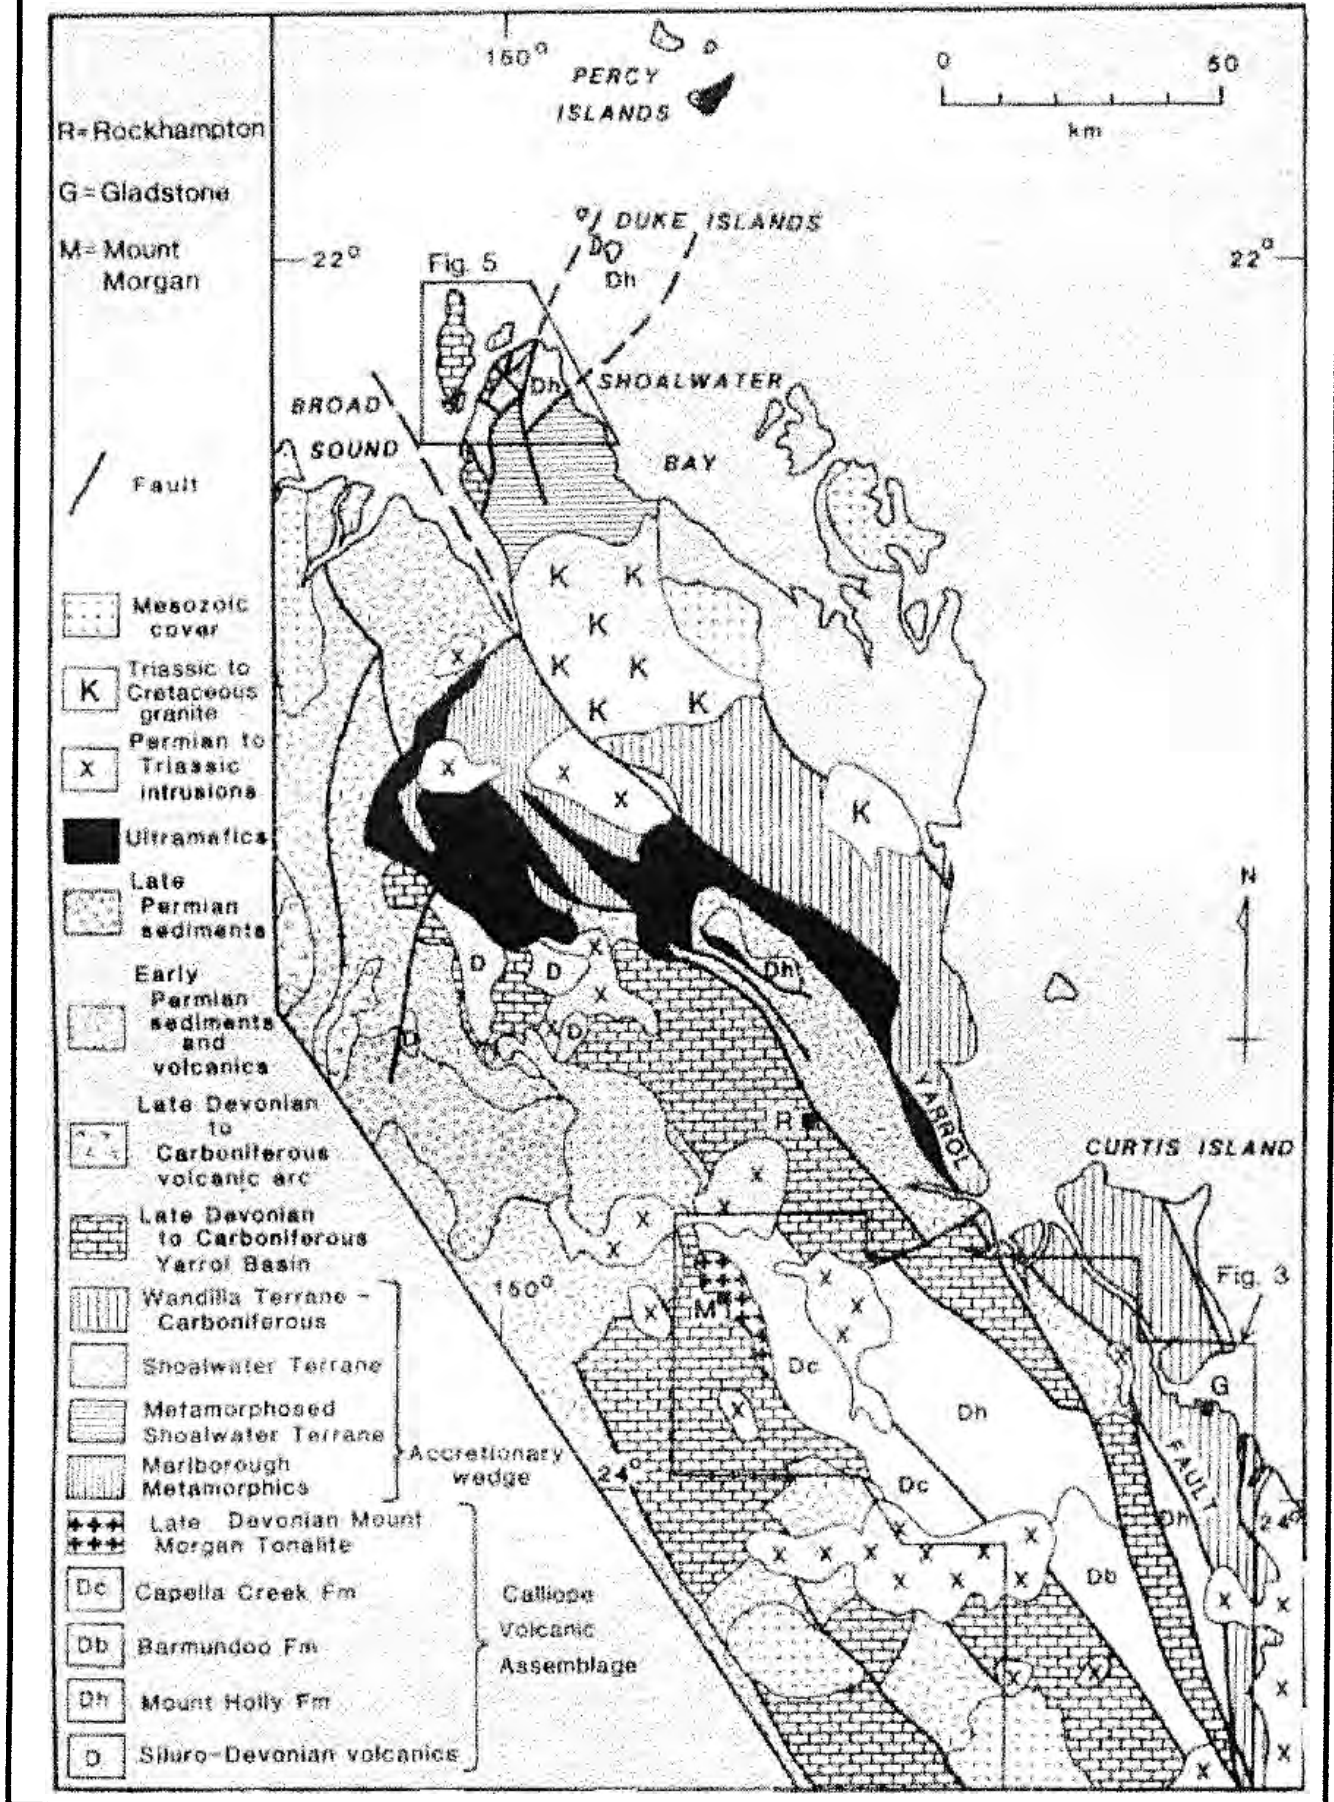 150°
PERCY
ISLANDS
0 50
km
R=Rockhampton
G=Gladstone
M=Mount
Morgan
22°
22°
DUKE ISLANDS
D
Dh
Fig. 5
Dh
SHOALWATER
BAY
BROAD
SOUND
Fault
Mesozoic
cover
K
Triassic to
Cretaceous
granite
X
Permian to
Triassic
intrusions
Ultramafics
Late
Permian
sediments
Early
Permian
sediments
and
volcanics
Late Devonian
to
Carboniferous
volcanic arc
Late Devonian
to Carboniferous
Yarrol Basin
Wandilla Terrane -
Carboniferous
Shoalwater Terrane
Metamorphosed
Shoalwater Terrane
Marlborough
Metamorphics
Accretionary
wedge
Late Devonian Mount
Morgan Tonalite
Dc Capella Creek Fm
Db Barmundoo Fm
Dh Mount Holly Fm
D Siluro-Devonian volcanics
Calliope
Volcanic
Assemblage
K K
K
K K
K K
X
X X
X
K
N
D D X
Dh
X
X D
D
R
YARROL
CURTIS ISLAND
X
X
X
X
150°
M
X
X
X
X
X
Dc
X
Dh
Fig. 3
X
G
FAULT
24°
Dc
Dh
24°
X
X X X X X X
X X X
Db
X X
X X
X
X
X